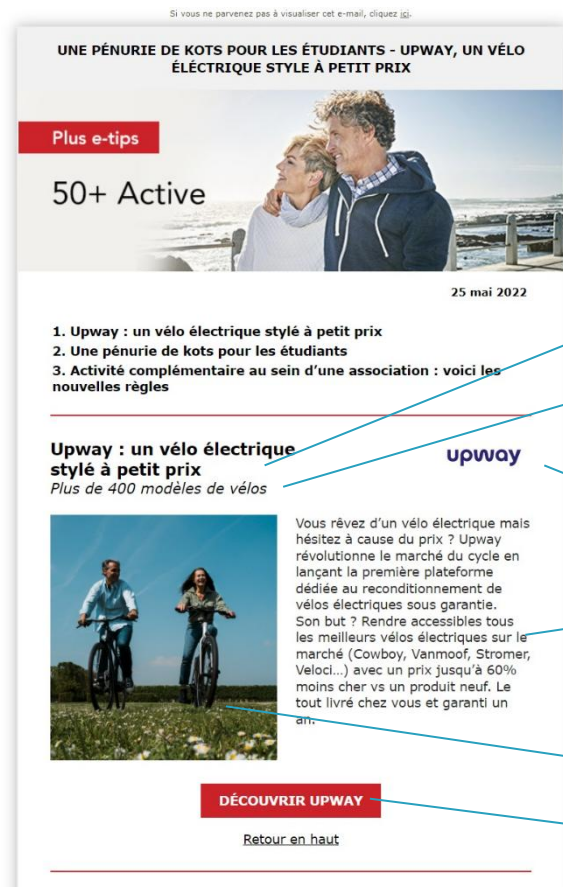 Si vous ne parvenez pas à visualiser cet e-mail, cliquez ici.
UNE PÉNURIE DE KOTS POUR LES ÉTUDIANTS - UPWAY, UN VÉLO
ÉLÉCTRIQUE STYLE À PETIT PRIX
Plus e-tips
50+ Active
25 mai 2022
1. Upway : un vélo électrique stylé à petit prix
2. Une pénurie de kots pour les étudiants
3. Activité complémentaire au sein d'une association : voici les
nouvelles règles
Upway : un vélo électrique
stylé à petit prix
Plus de 400 modèles de vélos
upway
Vous rêvez d'un vélo électrique mais
hésitez à cause du prix ? Upway
révolutionne le marché du cycle en
lançant la première plateforme
dédiée au reconditionnement de
vélos électriques sous garantie.
Son but ? Rendre accessibles tous
les meilleurs vélos électriques sur le
marché (Cowboy, Vanmoof, Stromer,
Veloci...) avec un prix jusqu'à 60%
moins cher vs un produit neuf. Le
tout livré chez vous et garanti un
an.
DÉCOUVRIR UPWAY
Retour en haut